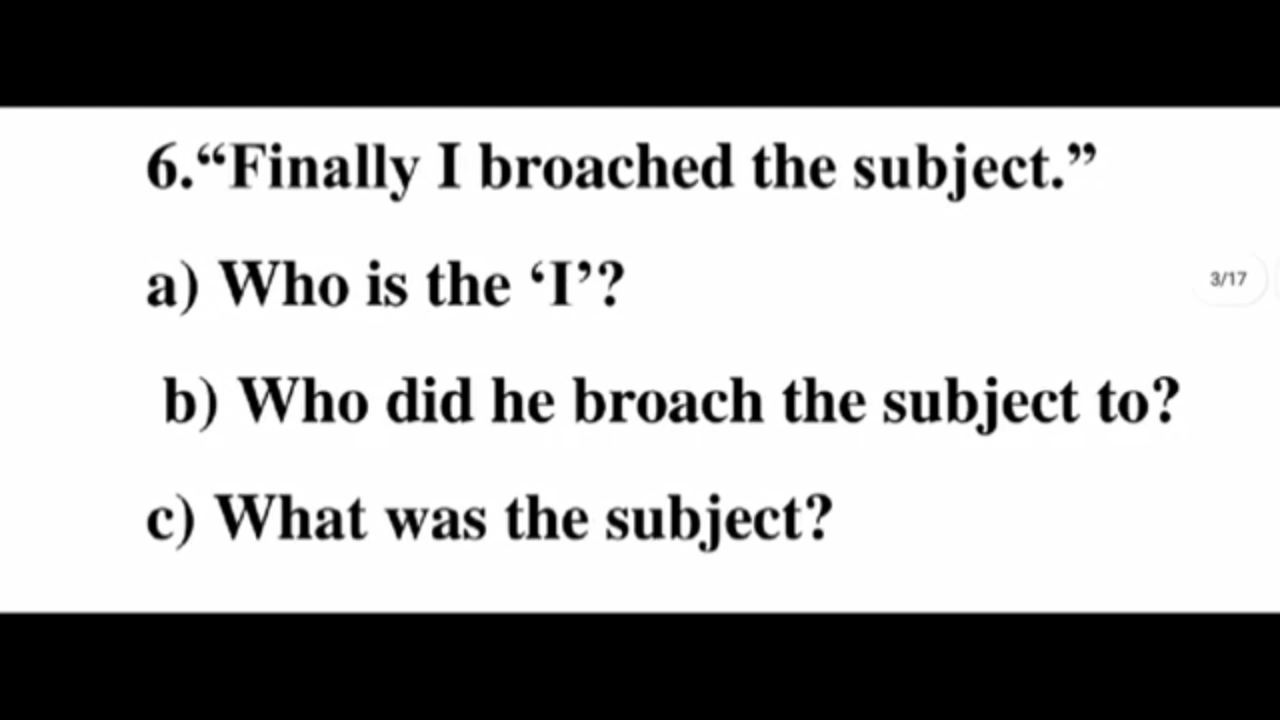 6.“Finally I broached the subject.”
a) Who is the ‘I’?
3/17
b) Who did he broach the subject to?
c) What was the subject?